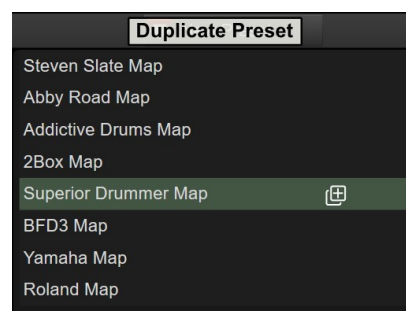 Duplicate Preset
Steven Slate Map
Abby Road Map
Addictive Drums Map
2Box Map
Superior Drummer Map
BFD3 Map
Yamaha Map
Roland Map